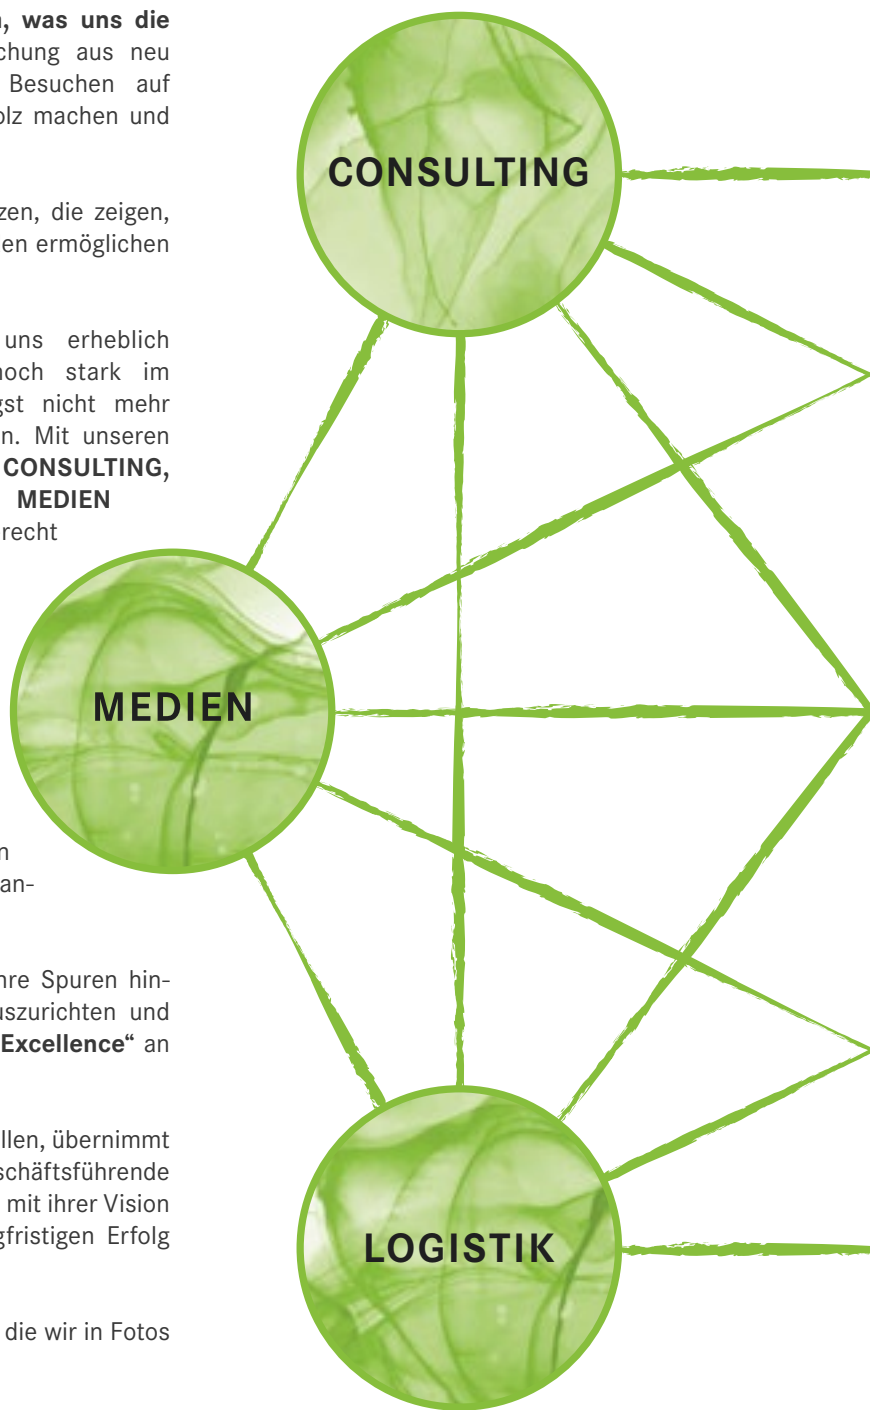 , was uns die
chung aus neu
Besuchen auf
olz machen und
zen, die zeigen,
en ermöglichen
uns erheblich
noch stark im
gst nicht mehr
n. Mit unseren
CONSULTING,
MEDIEN
recht
n
an-
hre Spuren hin-
uszurichten und
Excellence“ an
llen, übernimmt
schäftsführende
mit ihrer Vision
gfristigen Erfolg
die wir in Fotos
CONSULTING
MEDIEN
LOGISTIK